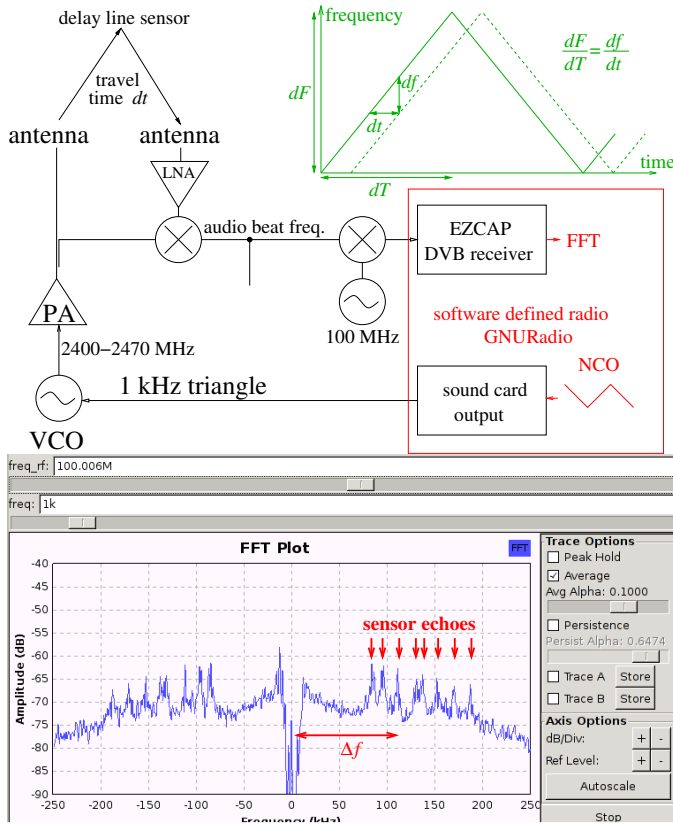 delay line sensor
travel
time dt
antenna antenna
LNA
frequency
dF
df
dt
dF/dT = df/dt
time
dT
audio beat freq.
EZCAP
DVB receiver
FFT
PA
100 MHz
software defined radio
GNURadio
2400−2470 MHz
NCO
1 kHz triangle
sound card
output
VCO
freq_rf: 100.006M
freq: 1k
FFT Plot
FFT
Amplitude (dB)
-40
-45
-50
-55
-60
-65
-70
-75
-80
-85
-90
sensor echoes
Δf
-250 -200 -150 -100 -50 0 50 100 150 200 250
Frequency (kHz)
Trace Options
Peak Hold
Average
Avg Alpha: 0.1000
Persistence
Persist Alpha: 0.6474
Trace A Store
Trace B Store
Axis Options
dB/Div: + -
Ref Level: + -
Autoscale
Stop